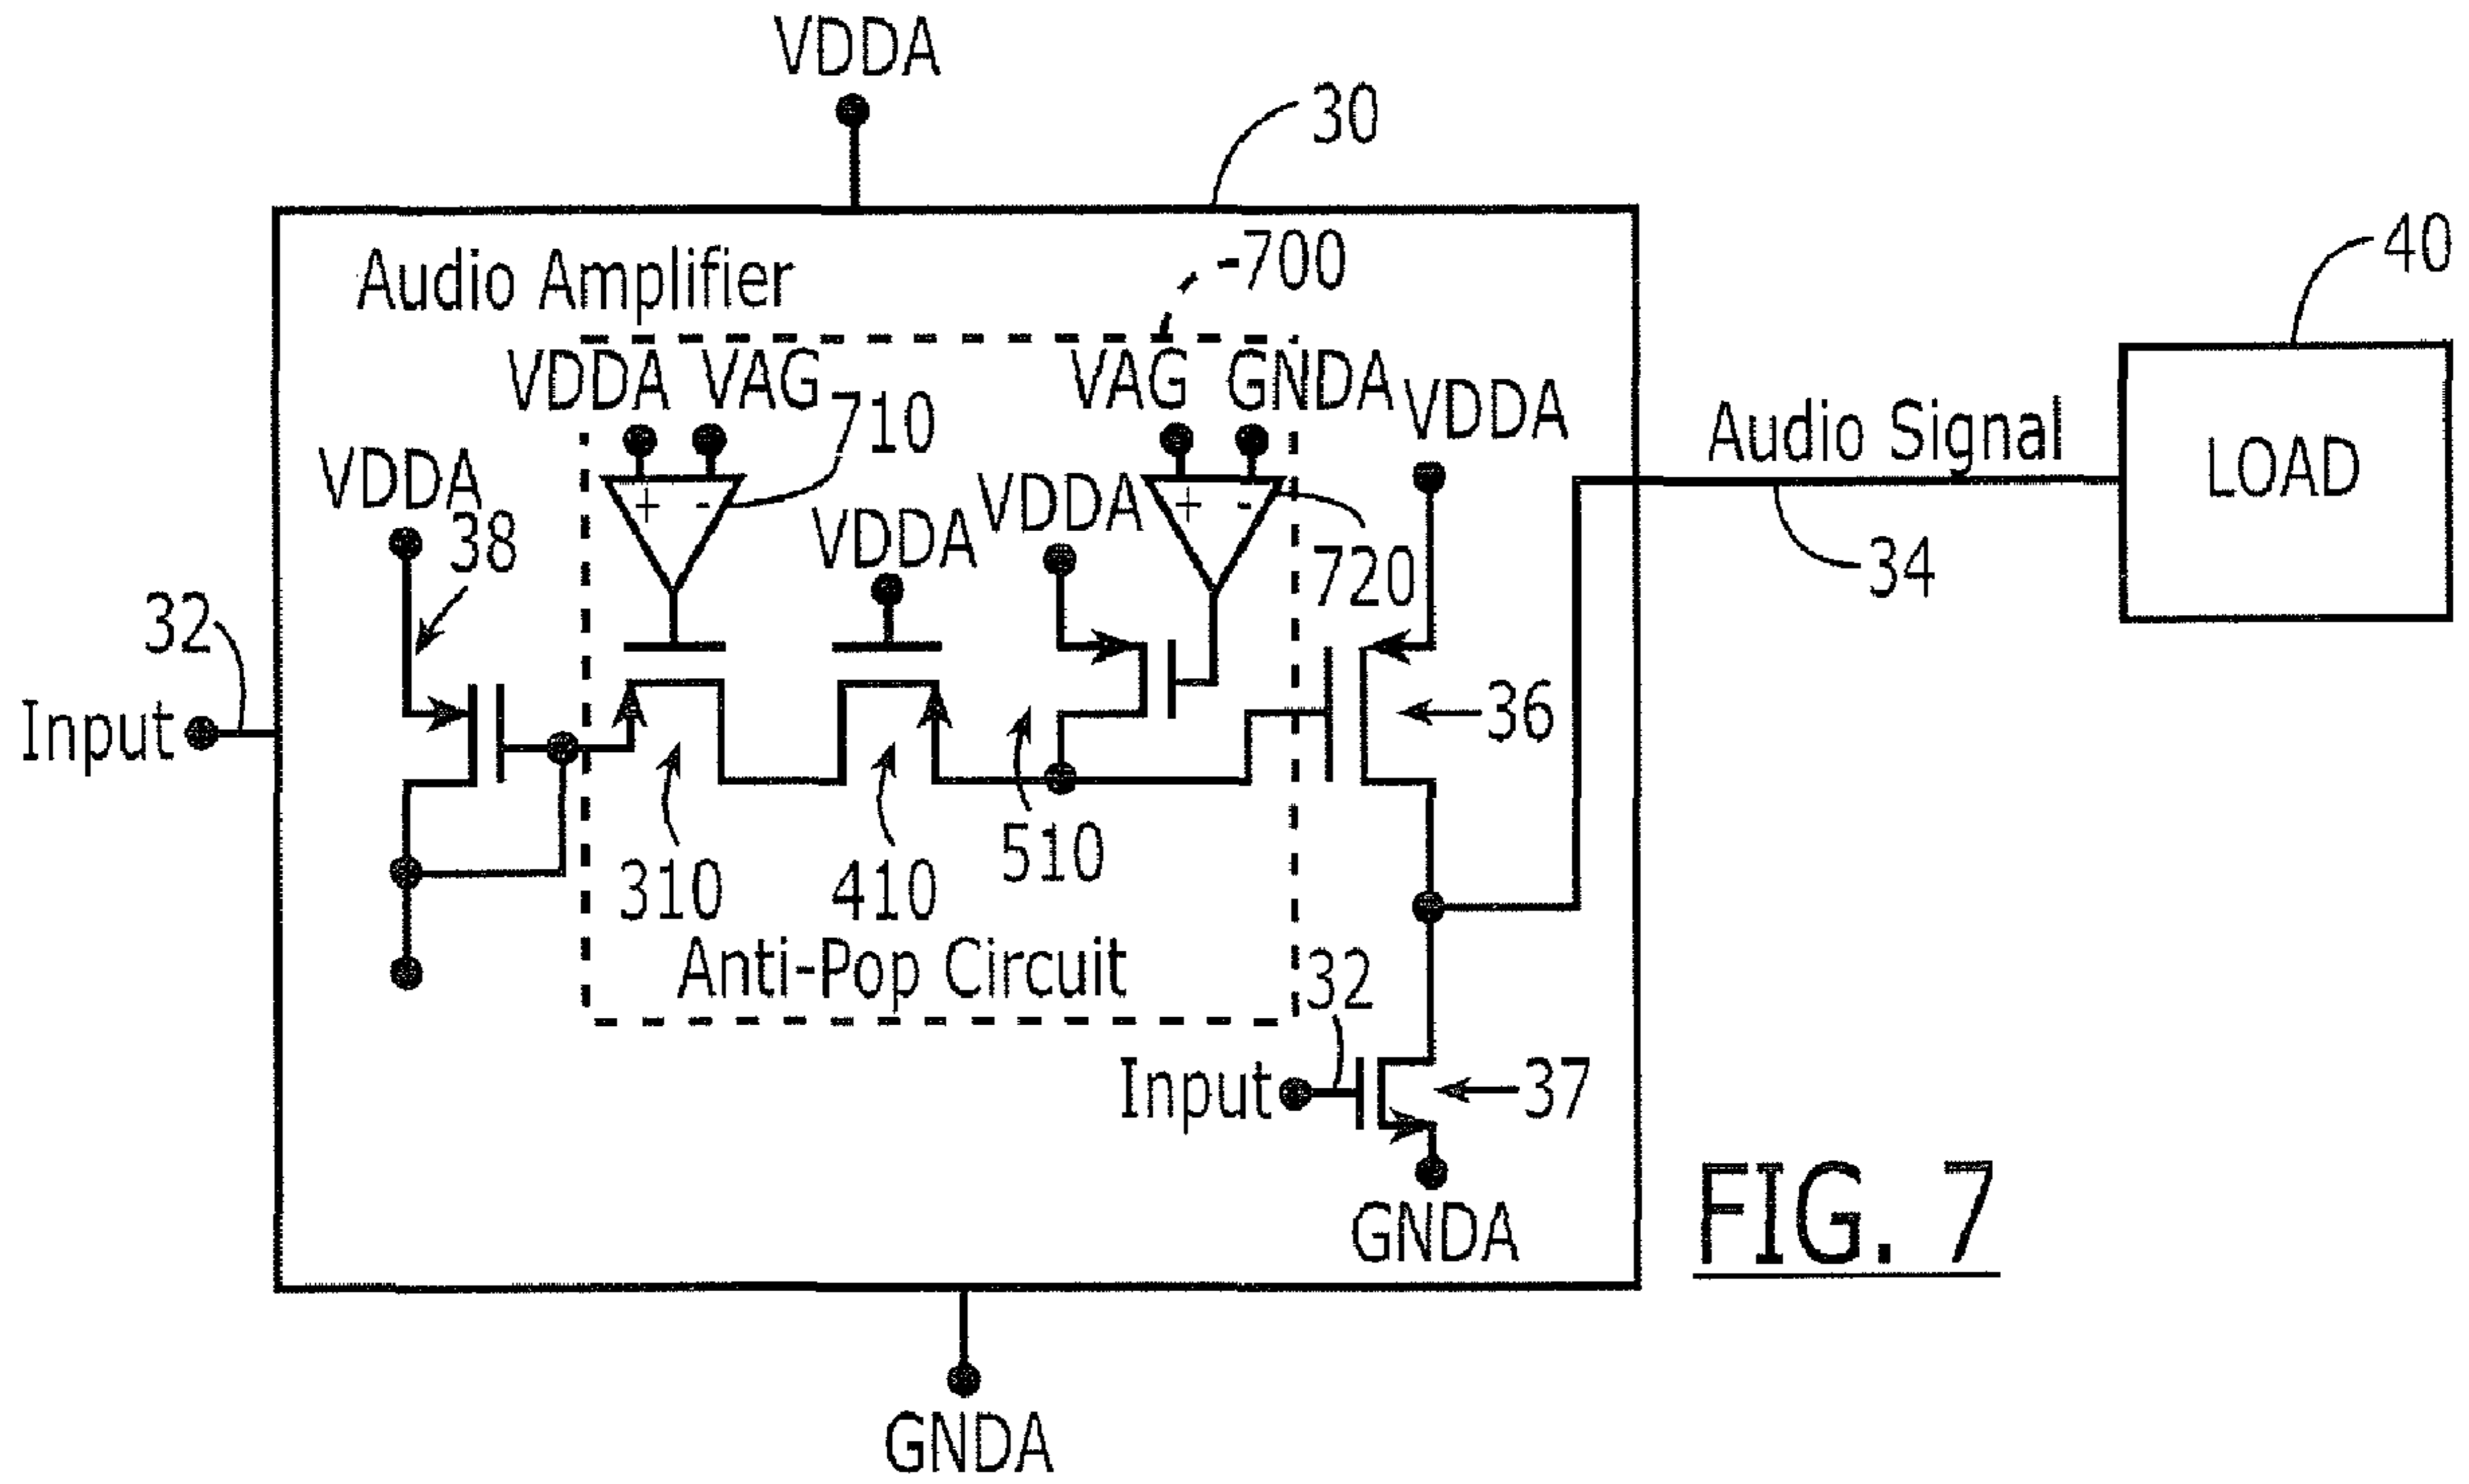 VDDA
30
Audio Amplifier
-700
40
VDDA VAG
VAG GNDA
VDDA
710
Audio Signal
LOAD
VDDA
38
+ -
VDDA
VDDA
+ -
720
34
32
Input
36
510
310
410
Anti-Pop Circuit
32
Input
37
GNDA
FIG. 7
GNDA